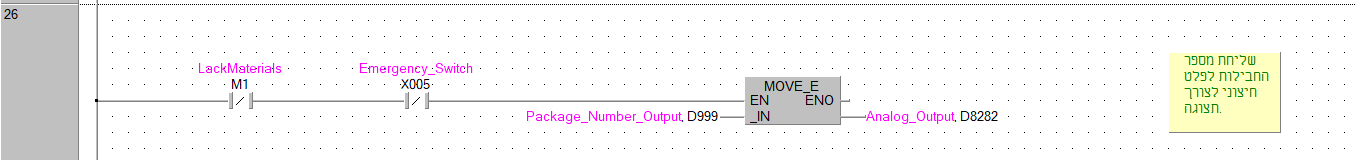 26
LackMaterials
M1
Emergency_Switch
X005
MOVE_E
EN ENO
Package_Number_Output, D999
_IN
Analog_Output, D8282
שליחת מספר
החבילות לפלט
חיצוני לצורך
תצוגה.